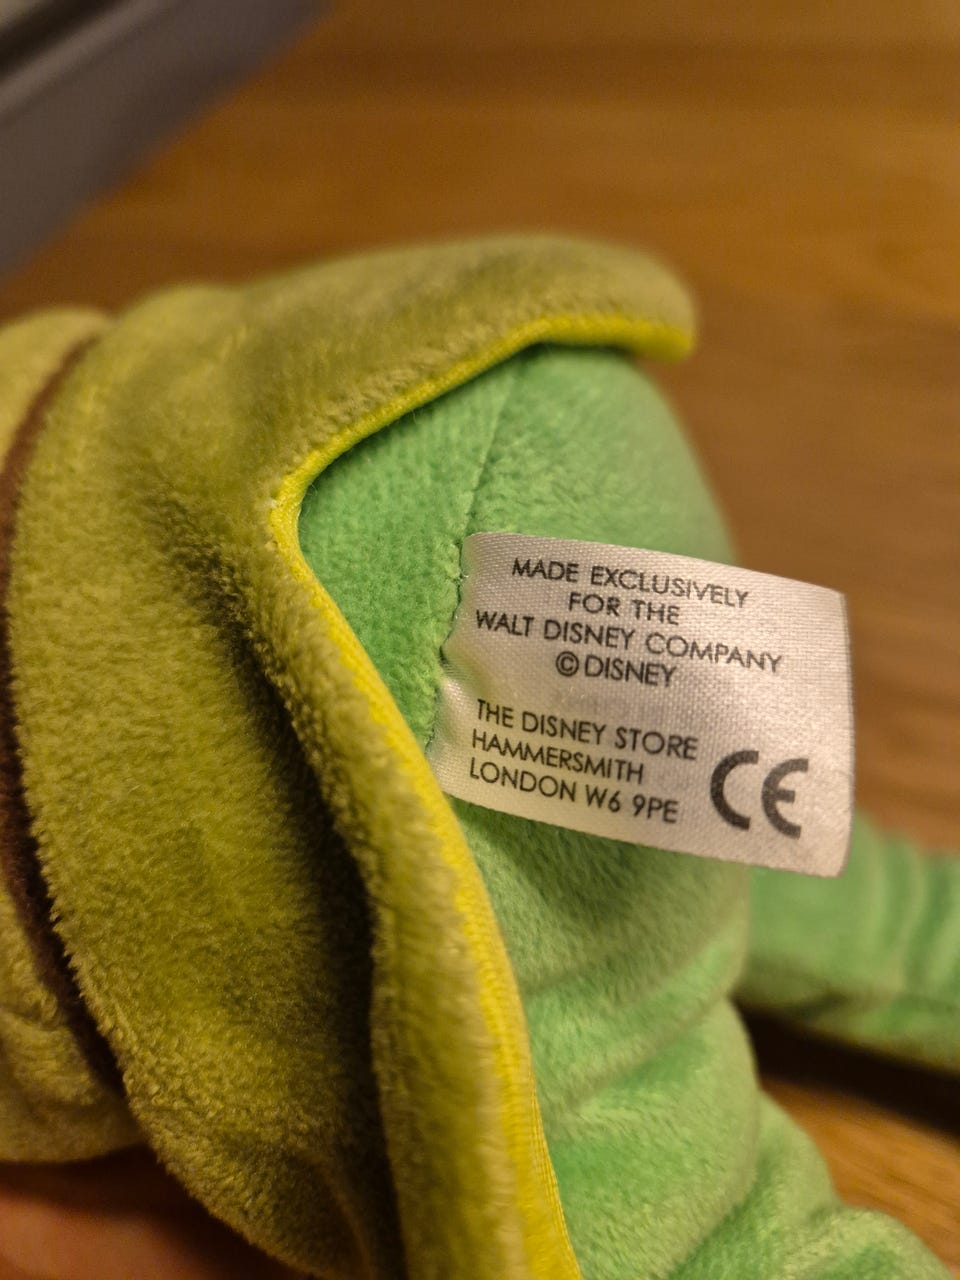 MADE EXCLUSIVELY
FOR THE
WALT DISNEY COMPANY
© DISNEY
THE DISNEY STORE
HAMMERSMITH
LONDON W6 9PE
CE